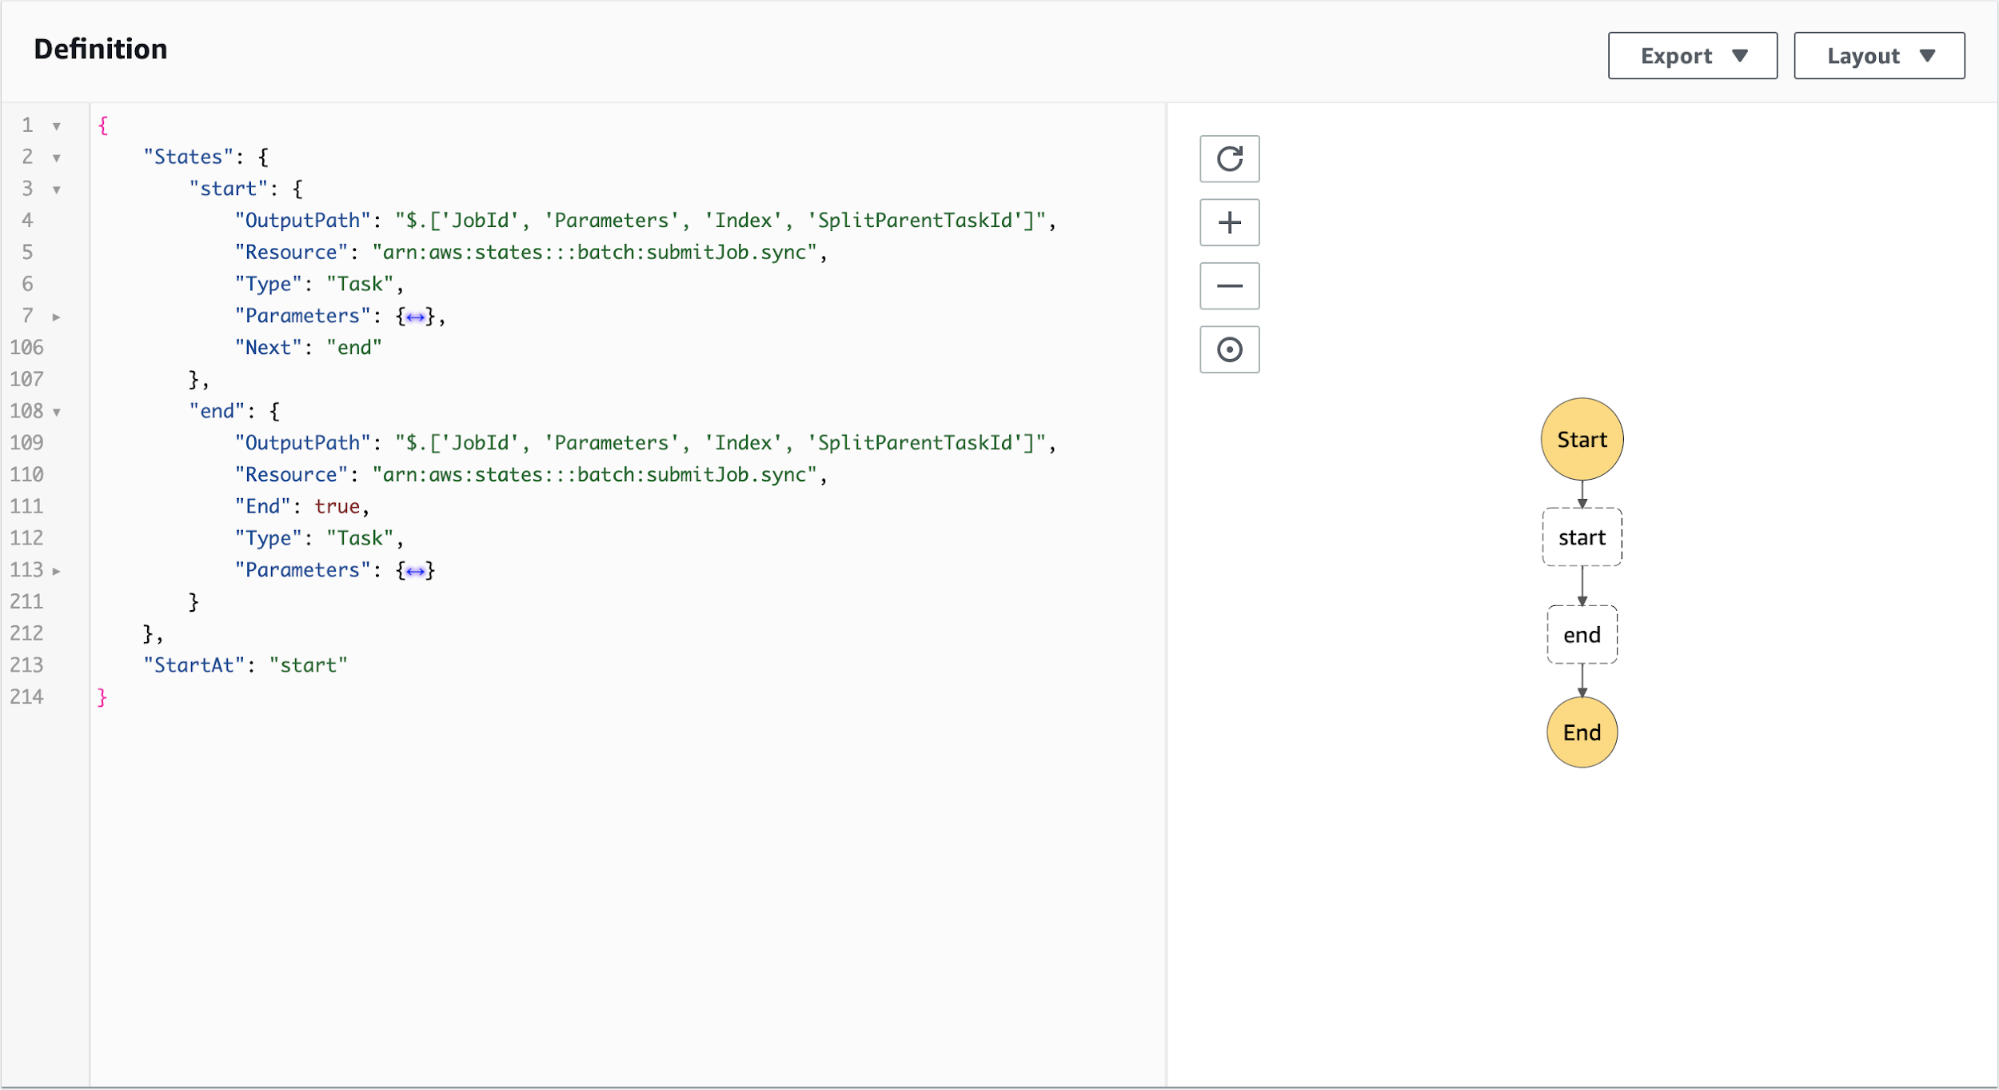 Definition
Export ▼
Layout ▼
1 ▼ {
2 ▼     "States": {
3 ▼         "start": {
4             "OutputPath": "$.['JobId', 'Parameters', 'Index', 'SplitParentTaskId']",
5             "Resource": "arn:aws:states:::batch:submitJob.sync",
6             "Type": "Task",
7 ▶             "Parameters": {↔},
106             "Next": "end"
107         },
108 ▼         "end": {
109             "OutputPath": "$.['JobId', 'Parameters', 'Index', 'SplitParentTaskId']",
110             "Resource": "arn:aws:states:::batch:submitJob.sync",
111             "End": true,
112             "Type": "Task",
113 ▶             "Parameters": {↔}
211         }
212     },
213     "StartAt": "start"
214 }
Start
start
end
End